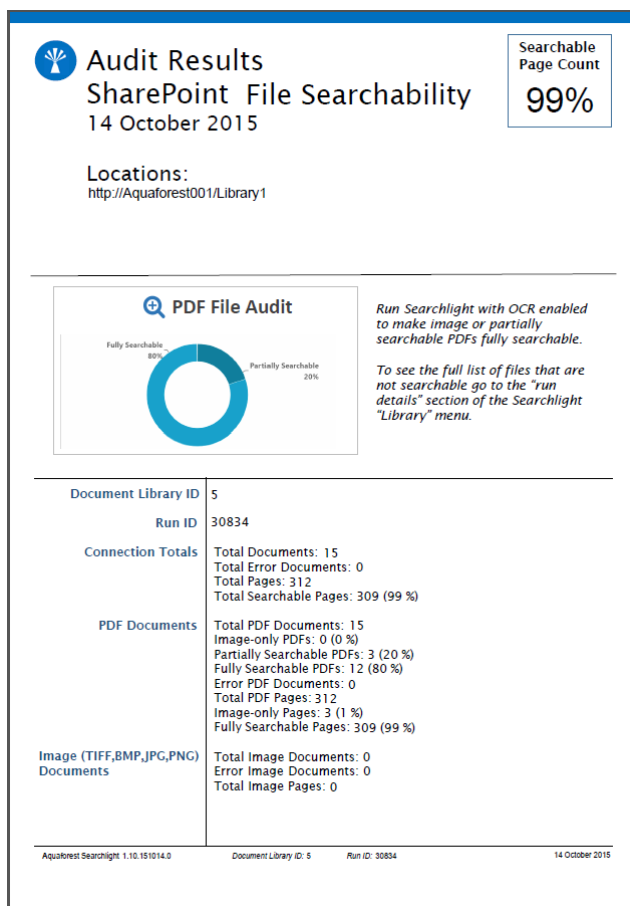 Audit Results
SharePoint File Searchability
14 October 2015
Searchable
Page Count
99%
Locations:
http://Aquaforest001/Library1
PDF File Audit
Fully Searchable
80%
Partially Searchable
20%
Run Searchlight with OCR enabled
to make image or partially
searchable PDFs fully searchable.
To see the full list of files that are
not searchable go to the "run
details" section of the Searchlight
"Library" menu.
Document Library ID 5
Run ID 30834
Connection Totals Total Documents: 15
Total Error Documents: 0
Total Pages: 312
Total Searchable Pages: 309 (99 %)
PDF Documents Total PDF Documents: 15
Image-only PDFs: 0 (0 %)
Partially Searchable PDFs: 3 (20 %)
Fully Searchable PDFs: 12 (80 %)
Error PDF Documents: 0
Total PDF Pages: 312
Image-only Pages: 3 (1 %)
Fully Searchable Pages: 309 (99 %)
Image (TIFF,BMP,JPG,PNG) Total Image Documents: 0
Documents Error Image Documents: 0
Total Image Pages: 0
Aquaforest Searchlight 1.10.151014.0 Document Library ID: 5 Run ID: 30834 14 October 2015